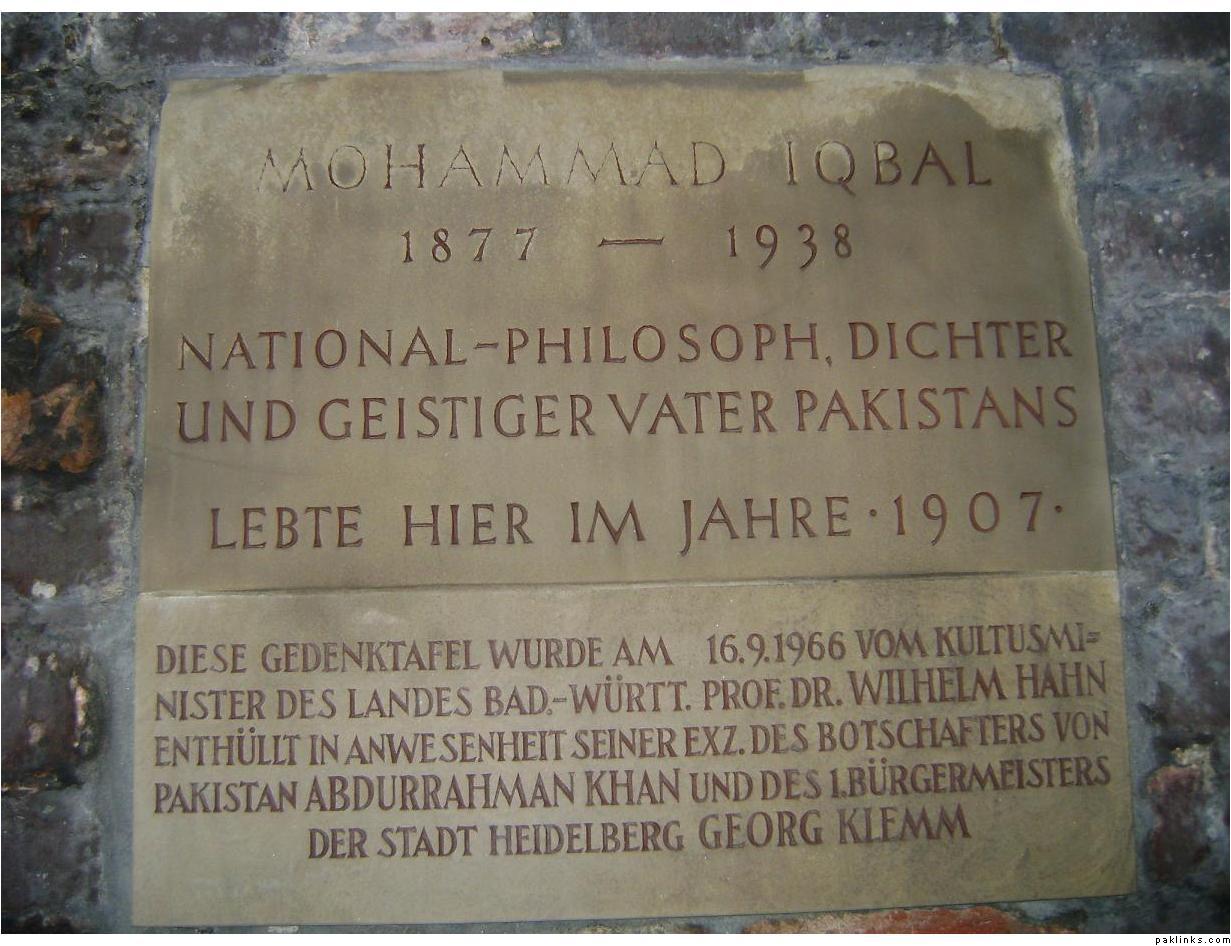 MOHAMMAD IQBAL
1877 — 1938
NATIONAL-PHILOSOPH, DICHTER
UND GEISTIGER VATER PAKISTANS
LEBTE HIER IM JAHRE · 1907 ·
DIESE GEDENKTAFEL WURDE AM 16.9.1966 VOM KULTUSMI=
NISTER DES LANDES BAD.-WÜRTT. PROF. DR. WILHELM HAHN
ENTHÜLLT IN ANWESENHEIT SEINER EXZ. DES BOTSCHAFTERS VON
PAKISTAN ABDURRAHMAN KHAN UND DES 1. BÜRGERMEISTERS
DER STADT HEIDELBERG GEORG KLEMM
paklinks.com